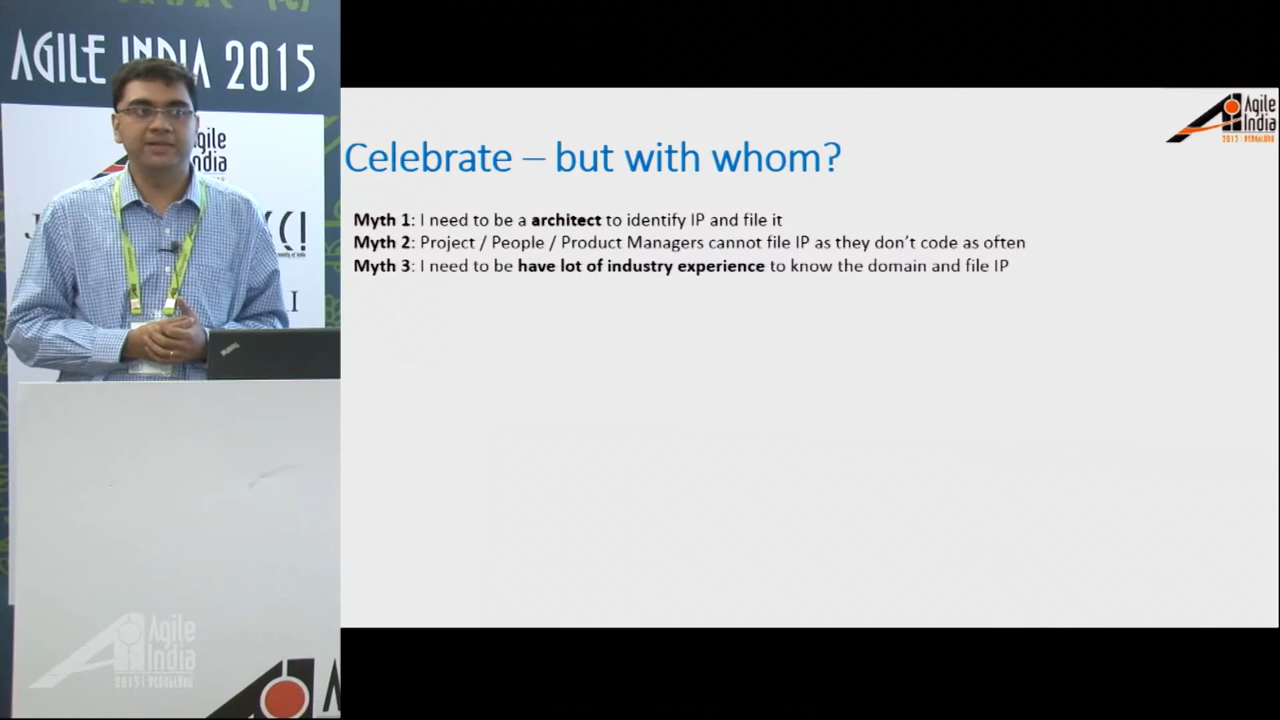 AGILE INDIA 2015
Agile
India
2015 | BENGALURU
Celebrate – but with whom?
Myth 1: I need to be a architect to identify IP and file it
Myth 2: Project / People / Product Managers cannot file IP as they don't code as often
Myth 3: I need to be have lot of industry experience to know the domain and file IP
Agile
India
2015 | BENGALURU